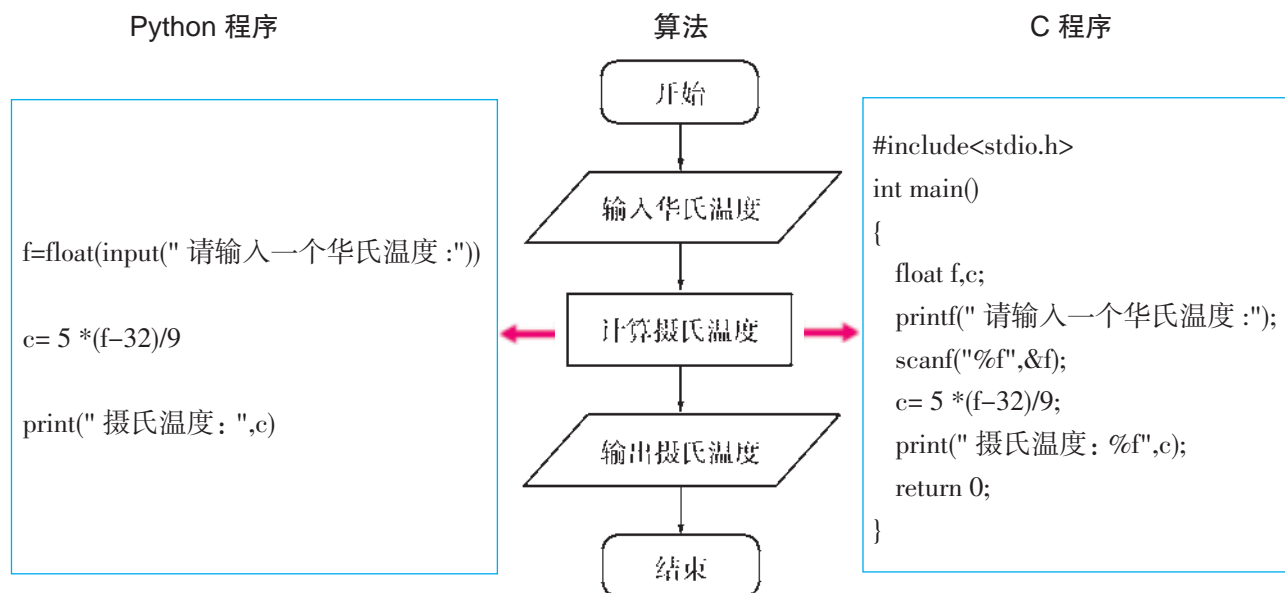 Python 程序
算法
C 程序
f=float(input(" 请输入一个华氏温度 :"))
c= 5 *(f-32)/9
print(" 摄氏温度：",c)
开始
输入华氏温度
计算摄氏温度
输出摄氏温度
结束
#include<stdio.h>
int main()
{
float f,c;
printf(" 请输入一个华氏温度 :");
scanf("%f",&f);
c= 5 *(f-32)/9;
print(" 摄氏温度：%f",c);
return 0;
}